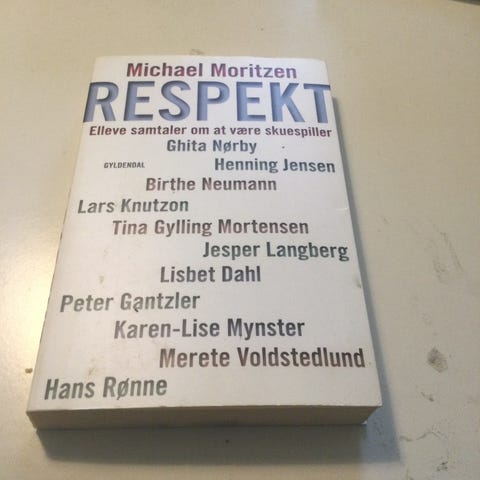 Michael Moritzen
RESPEKT
Elleve samtaler om at være skuespiller
Ghita Nørby
GYLDENDAL
Henning Jensen
Birthe Neumann
Lars Knutzon
Tina Gylling Mortensen
Jesper Langberg
Lisbet Dahl
Peter Gantzler
Karen-Lise Mynster
Merete Voldstedlund
Hans Rønne